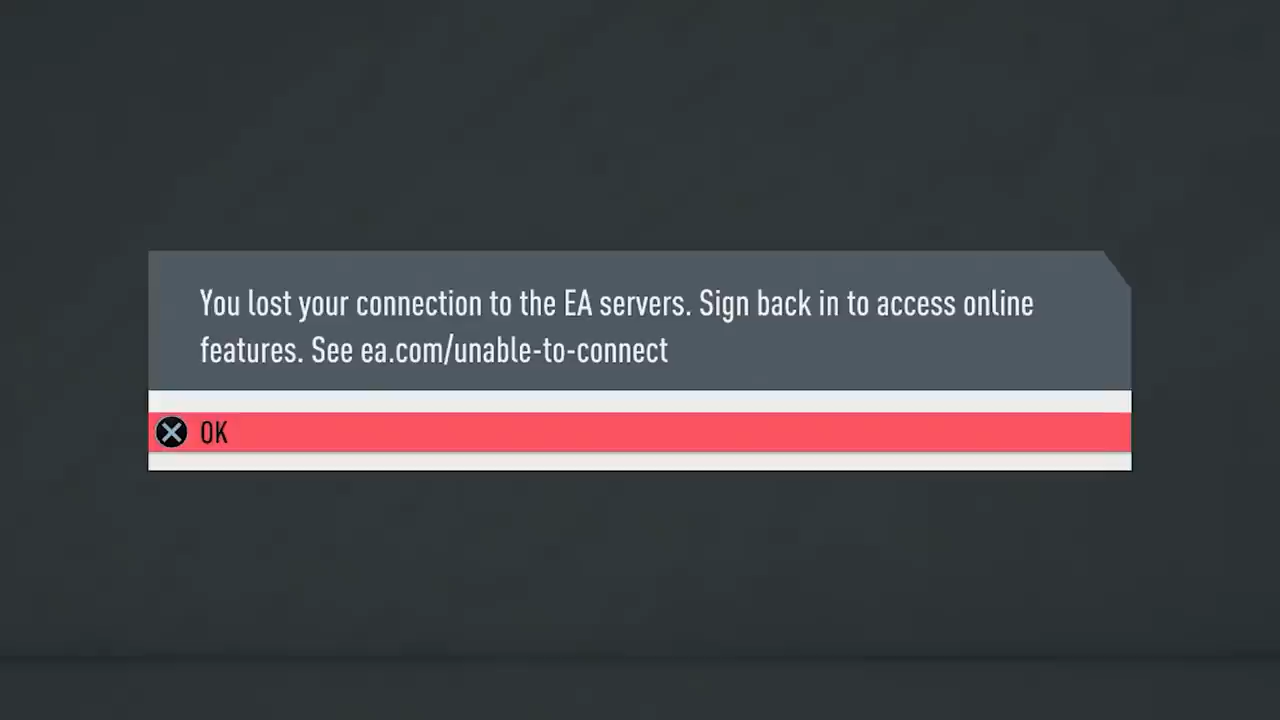 You lost your connection to the EA servers. Sign back in to access online
features. See ea.com/unable-to-connect
OK